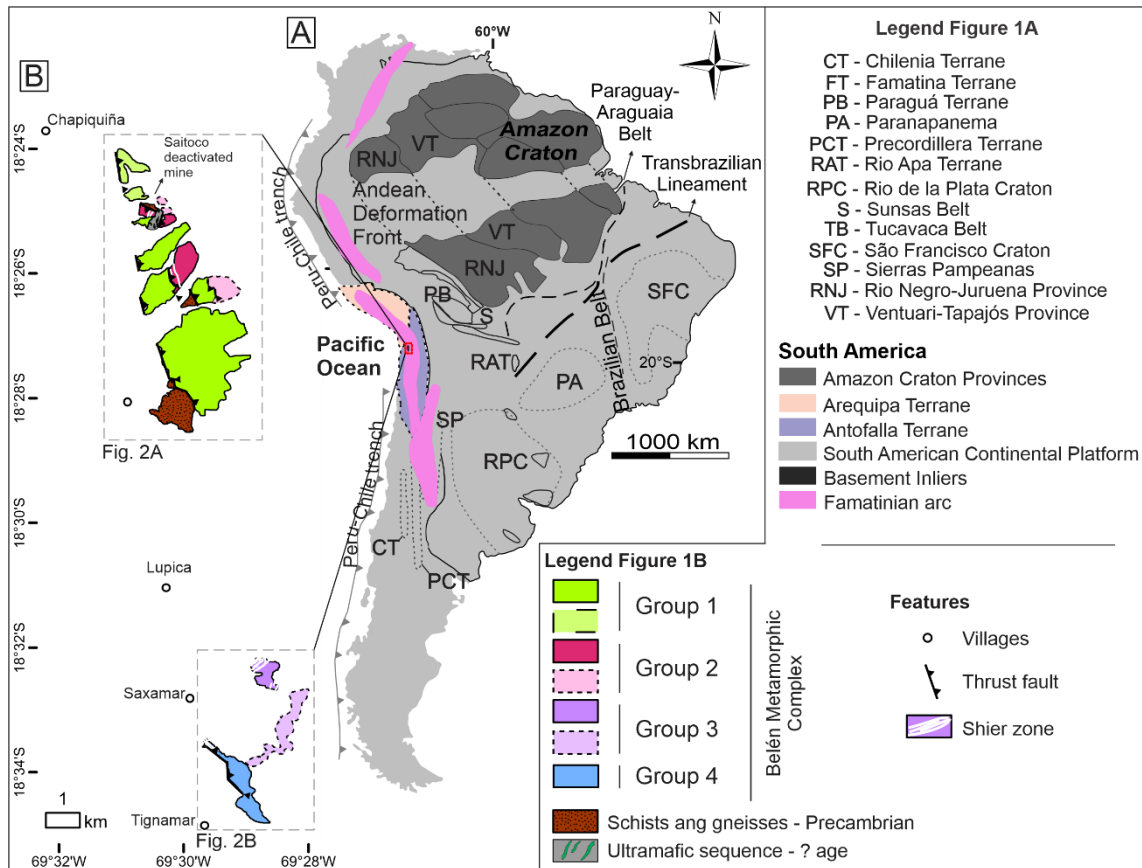 A
B
60°W
N
Chapiquiña
18°24'S
Saitoco
deactivated
mine
18°26'S
18°28'S
Fig. 2A
18°30'S
Lupica
18°32'S
Saxamar
18°34'S
1
km
Tignamar
Fig. 2B
69°32'W
69°30'W
69°28'W
Paraguay-
Araguaia
Belt
Transbrazilian
Lineament
Amazon
Craton
VT
RNJ
Andean
Deformation
Front
Peru-Chile trench
VT
RNJ
PB
S
SFC
Pacific
Ocean
RAT
20°S
PA
Brazilian Belt
SP
1000 km
RPC
Peru-Chile trench
CT
PCT
Legend Figure 1A
CT - Chilenia Terrane
FT - Famatina Terrane
PB - Paraguá Terrane
PA - Paranapanema
PCT - Precordillera Terrane
RAT - Rio Apa Terrane
RPC - Rio de la Plata Craton
S - Sunsas Belt
TB - Tucavaca Belt
SFC - São Francisco Craton
SP - Sierras Pampeanas
RNJ - Rio Negro-Juruena Province
VT - Ventuari-Tapajós Province
South America
Amazon Craton Provinces
Arequipa Terrane
Antofalla Terrane
South American Continental Platform
Basement Inliers
Famatinian arc
Legend Figure 1B
Group 1
Group 2
Group 3
Group 4
Belén Metamorphic
Complex
Schists ang gneisses - Precambrian
Ultramafic sequence - ? age
Features
Villages
Thrust fault
Shier zone